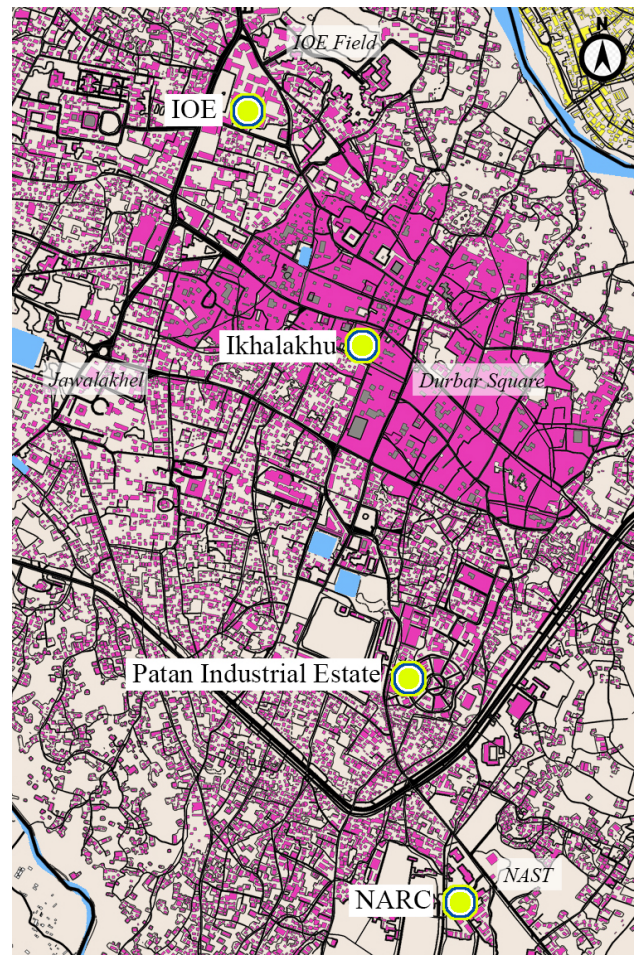 N
IOE Field
IOE
Ikhalakhu
Jawalakhel
Durbar Square
Patan Industrial Estate
NAST
NARC